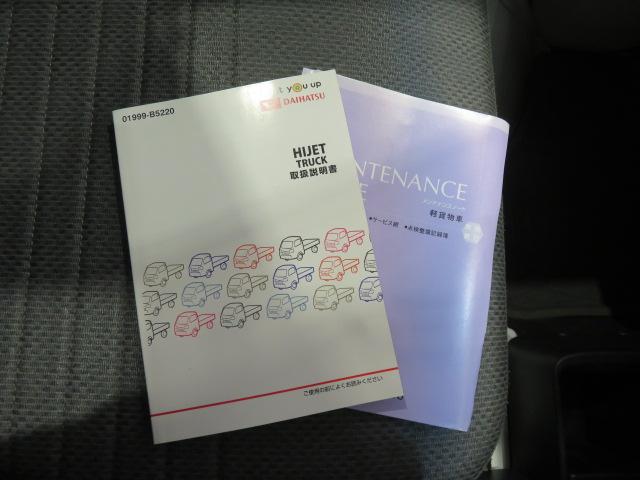 01999-B5220
you up
DAIHATSU
HIJET
TRUCK
取扱説明書
ご使用の前によくお読みください
NTENANCE
メンテナンスノート
軽貨物車
•サービス網 •点検整備記録簿